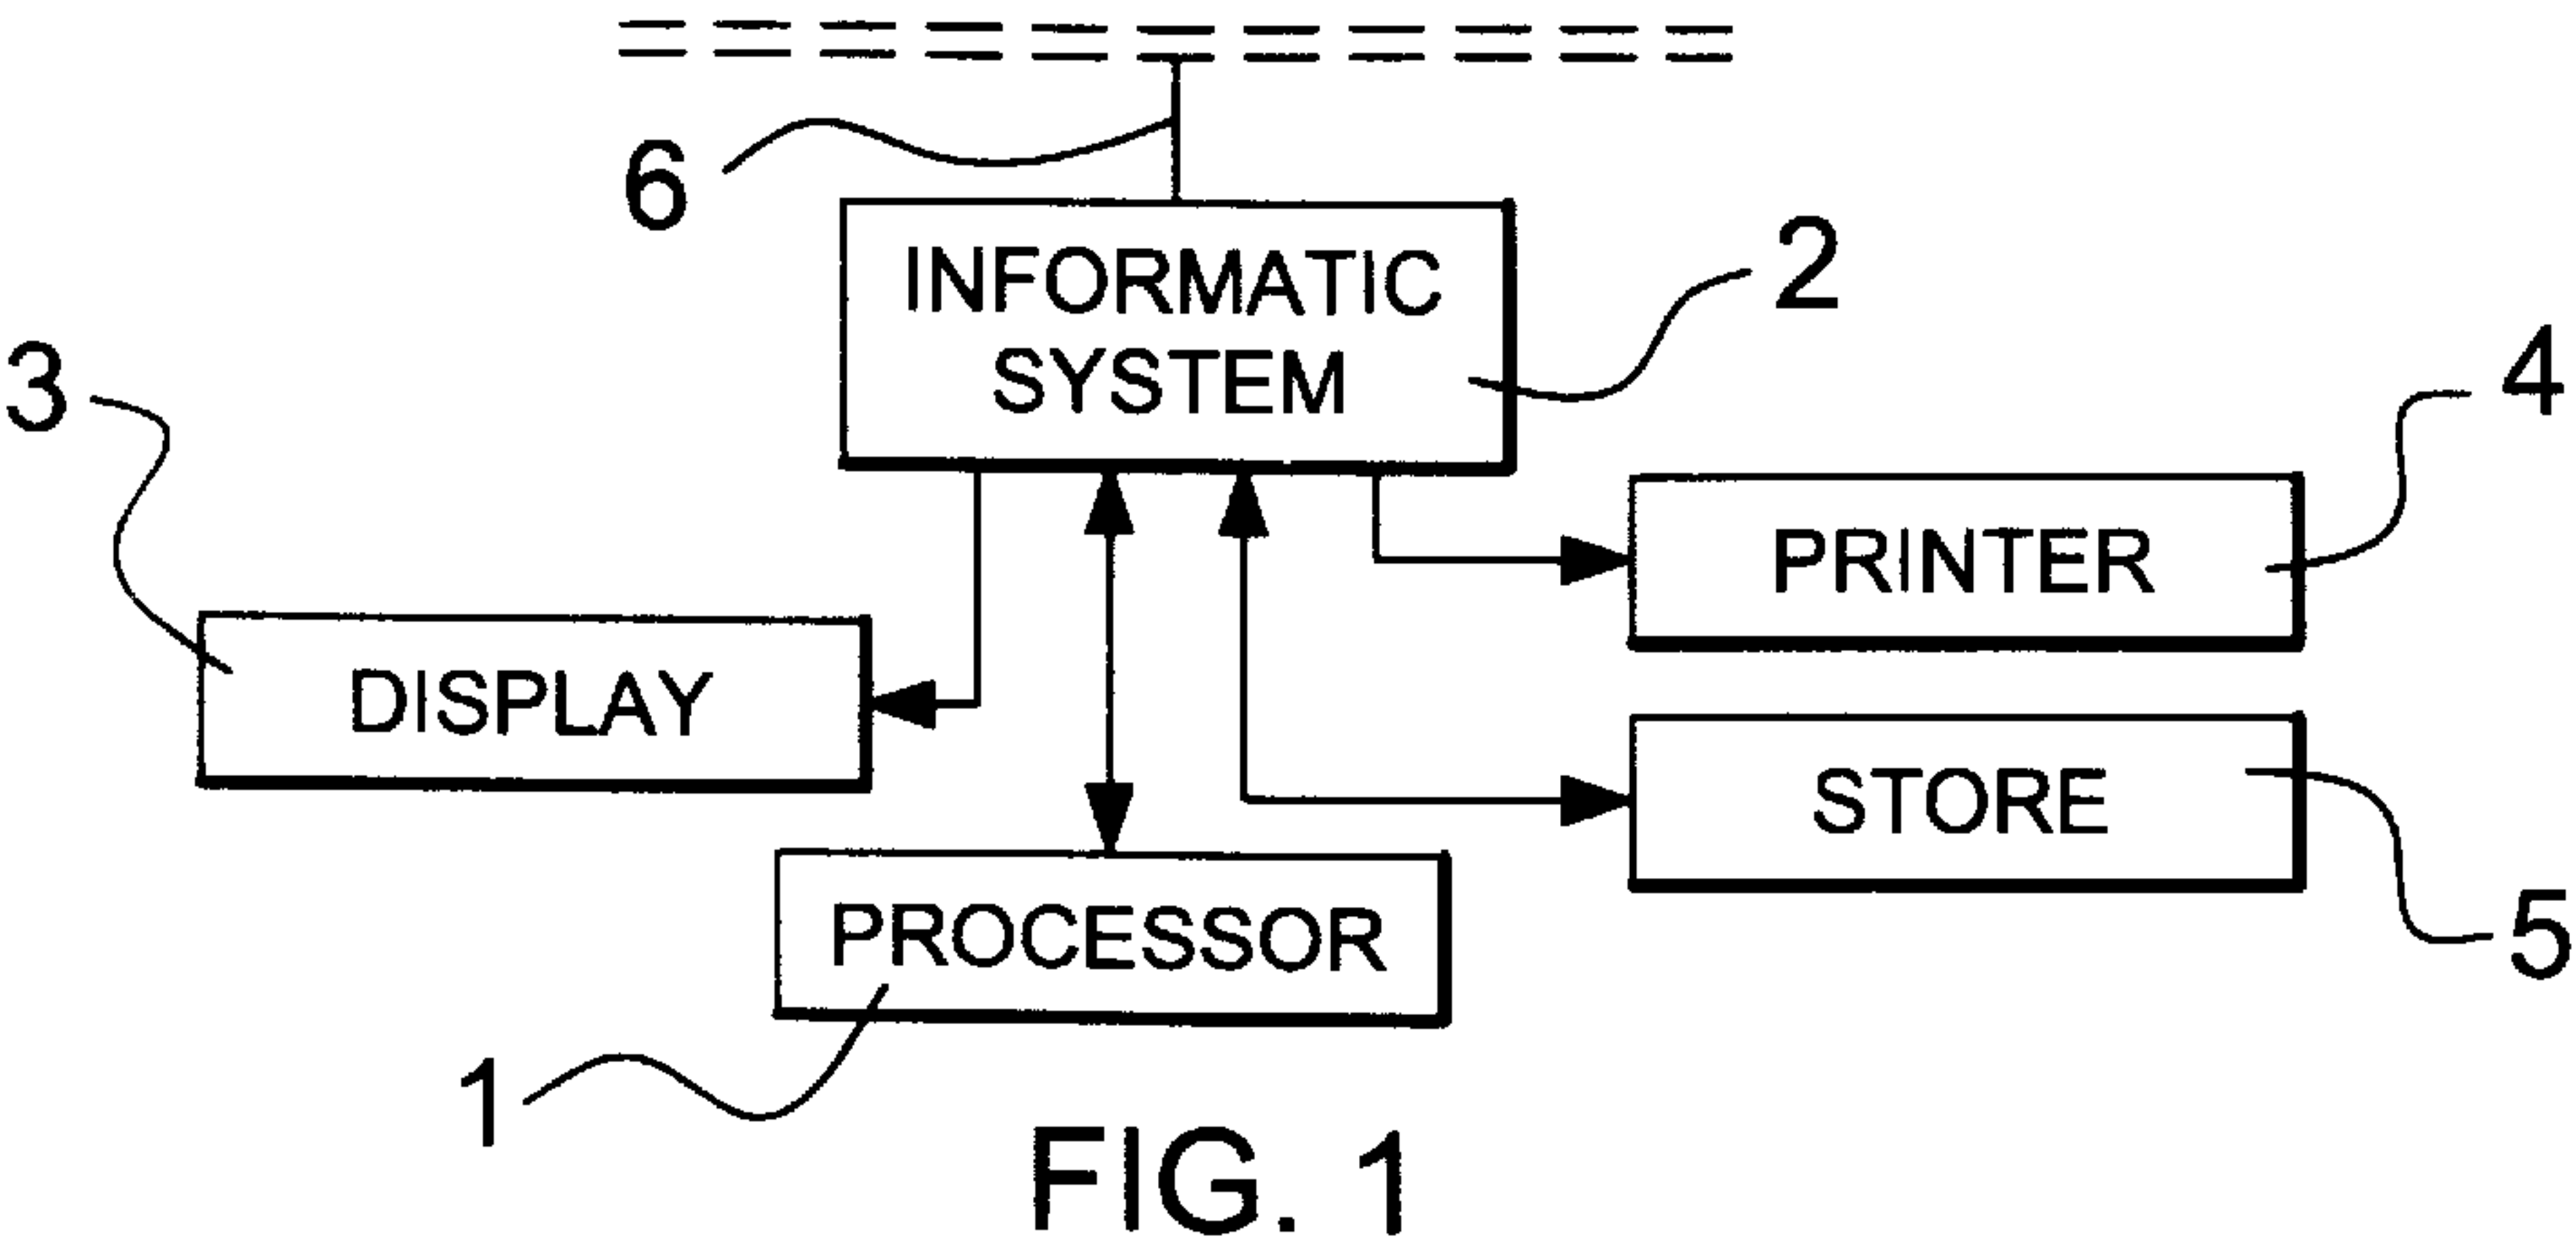 6
INFORMATIC
SYSTEM
2
3
4
PRINTER
DISPLAY
STORE
PROCESSOR
5
1
FIG. 1